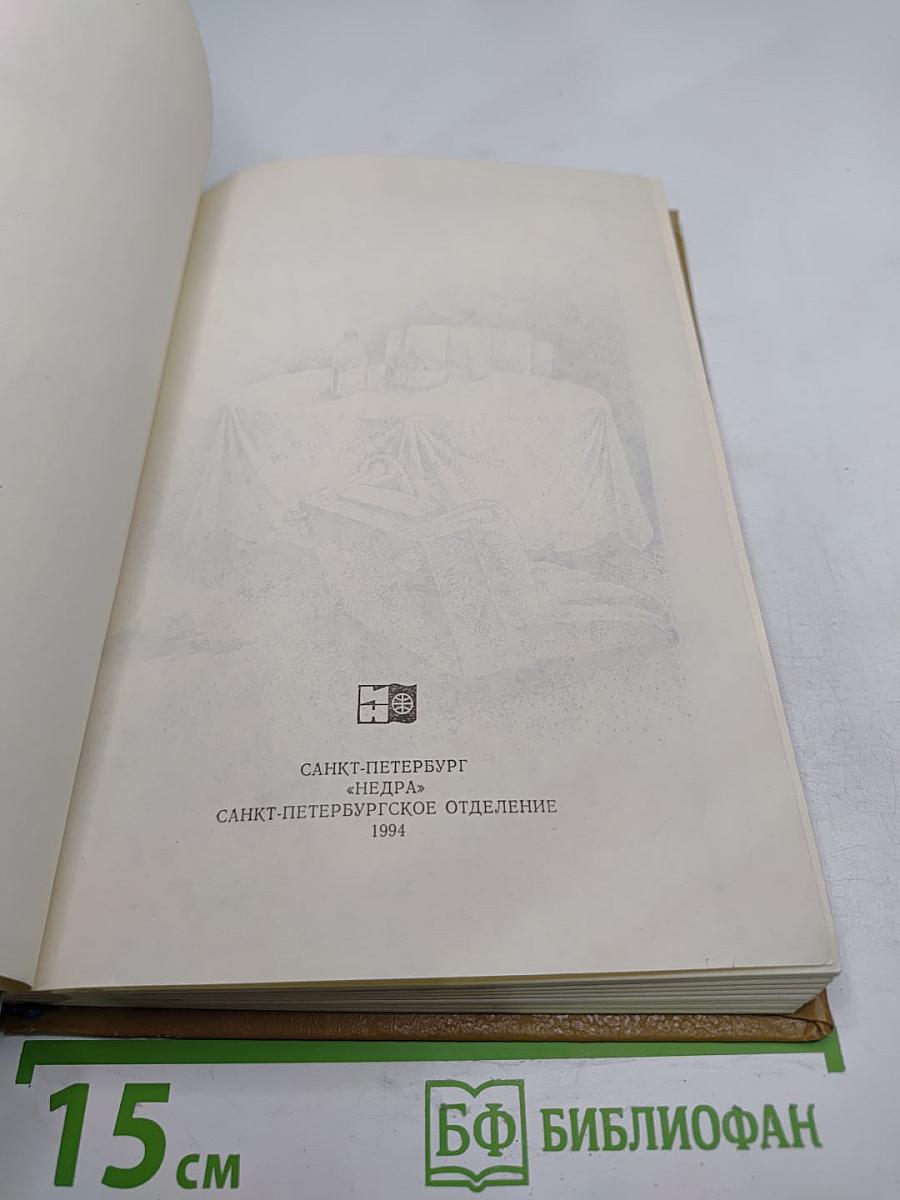 САНКТ-ПЕТЕРБУРГ
«НЕДРА»
САНКТ-ПЕТЕРБУРГСКОЕ ОТДЕЛЕНИЕ
1994
15 см
БФ БИБЛИОФАН